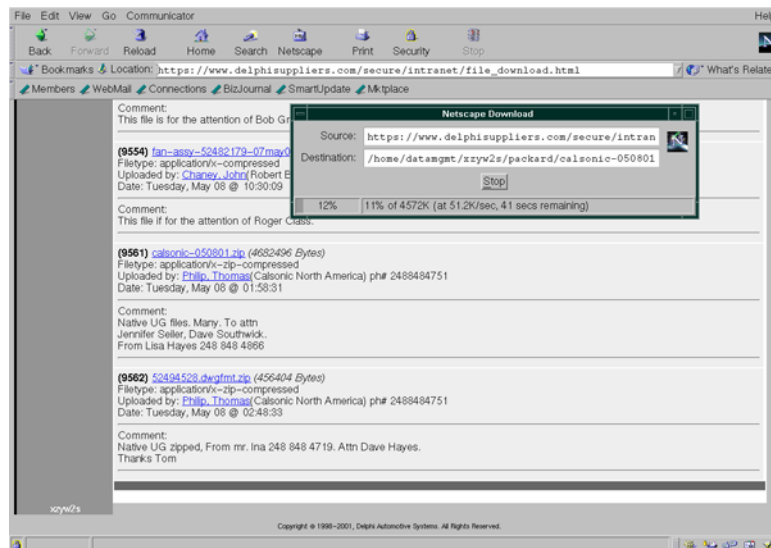 File Edit View Go Communicator Hel
Back Forward Reload Home Search Netscape Print Security Stop
Bookmarks Location: https://www.delphisuppliers.com/secure/intranet/file_download.html What's Relate
Members WebMail Connections BizJournal SmartUpdate Mktplace
Comment:
This file is for the attention of Bob Gr
Netscape Download
Source: https://www.delphisuppliers.com/secure/intran
Destination: /home/datamgmt/xzyw2s/packard/calsonic-050801
Stop
12% 11% of 4572K (at 51.2K/sec, 41 secs remaining)
(9554) fan-assy-52482179-07may0
Filetype: application/x-compressed
Uploaded by: Chaney, John(Robert B
Date: Tuesday, May 08 @ 10:30:09
Comment:
This file if for the attention of Roger Class.
(9561) calsonic-050801.zip (4682496 Bytes)
Filetype: application/x-zip-compressed
Uploaded by: Philip, Thomas(Calsonic North America) ph# 2488484751
Date: Tuesday, May 08 @ 01:58:31
Comment:
Native UG files. Many. To attn
Jennifer Seiler, Dave Southwick.
From Lisa Hayes 248 848 4866
(9562) 52494528.dwgfmt.zip (456404 Bytes)
Filetype: application/x-zip-compressed
Uploaded by: Philip, Thomas(Calsonic North America) ph# 2488484751
Date: Tuesday, May 08 @ 02:48:33
Comment:
Native UG zipped, From mr. Ina 248 848 4719. Attn Dave Hayes.
Thanks Tom
xzyw2s
Copyright © 1998-2001, Delphi Automotive Systems. All Rights Reserved.